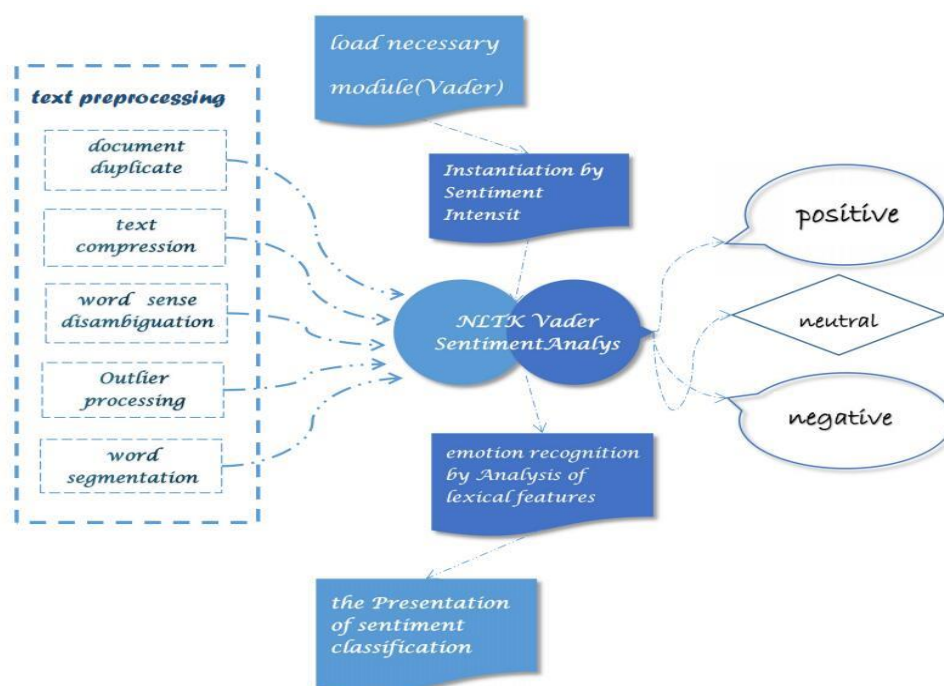 load necessary
module(Vader)
text preprocessing
document
duplicate
text
compression
word sense
disambiguation
Outlier
processing
word
segmentation
Instantiation by
Sentiment
Intensit
NLTK Vader
SentimentAnalys
positive
neutral
negative
emotion recognition
by Analysis of
lexical features
the Presentation
of sentiment
classification